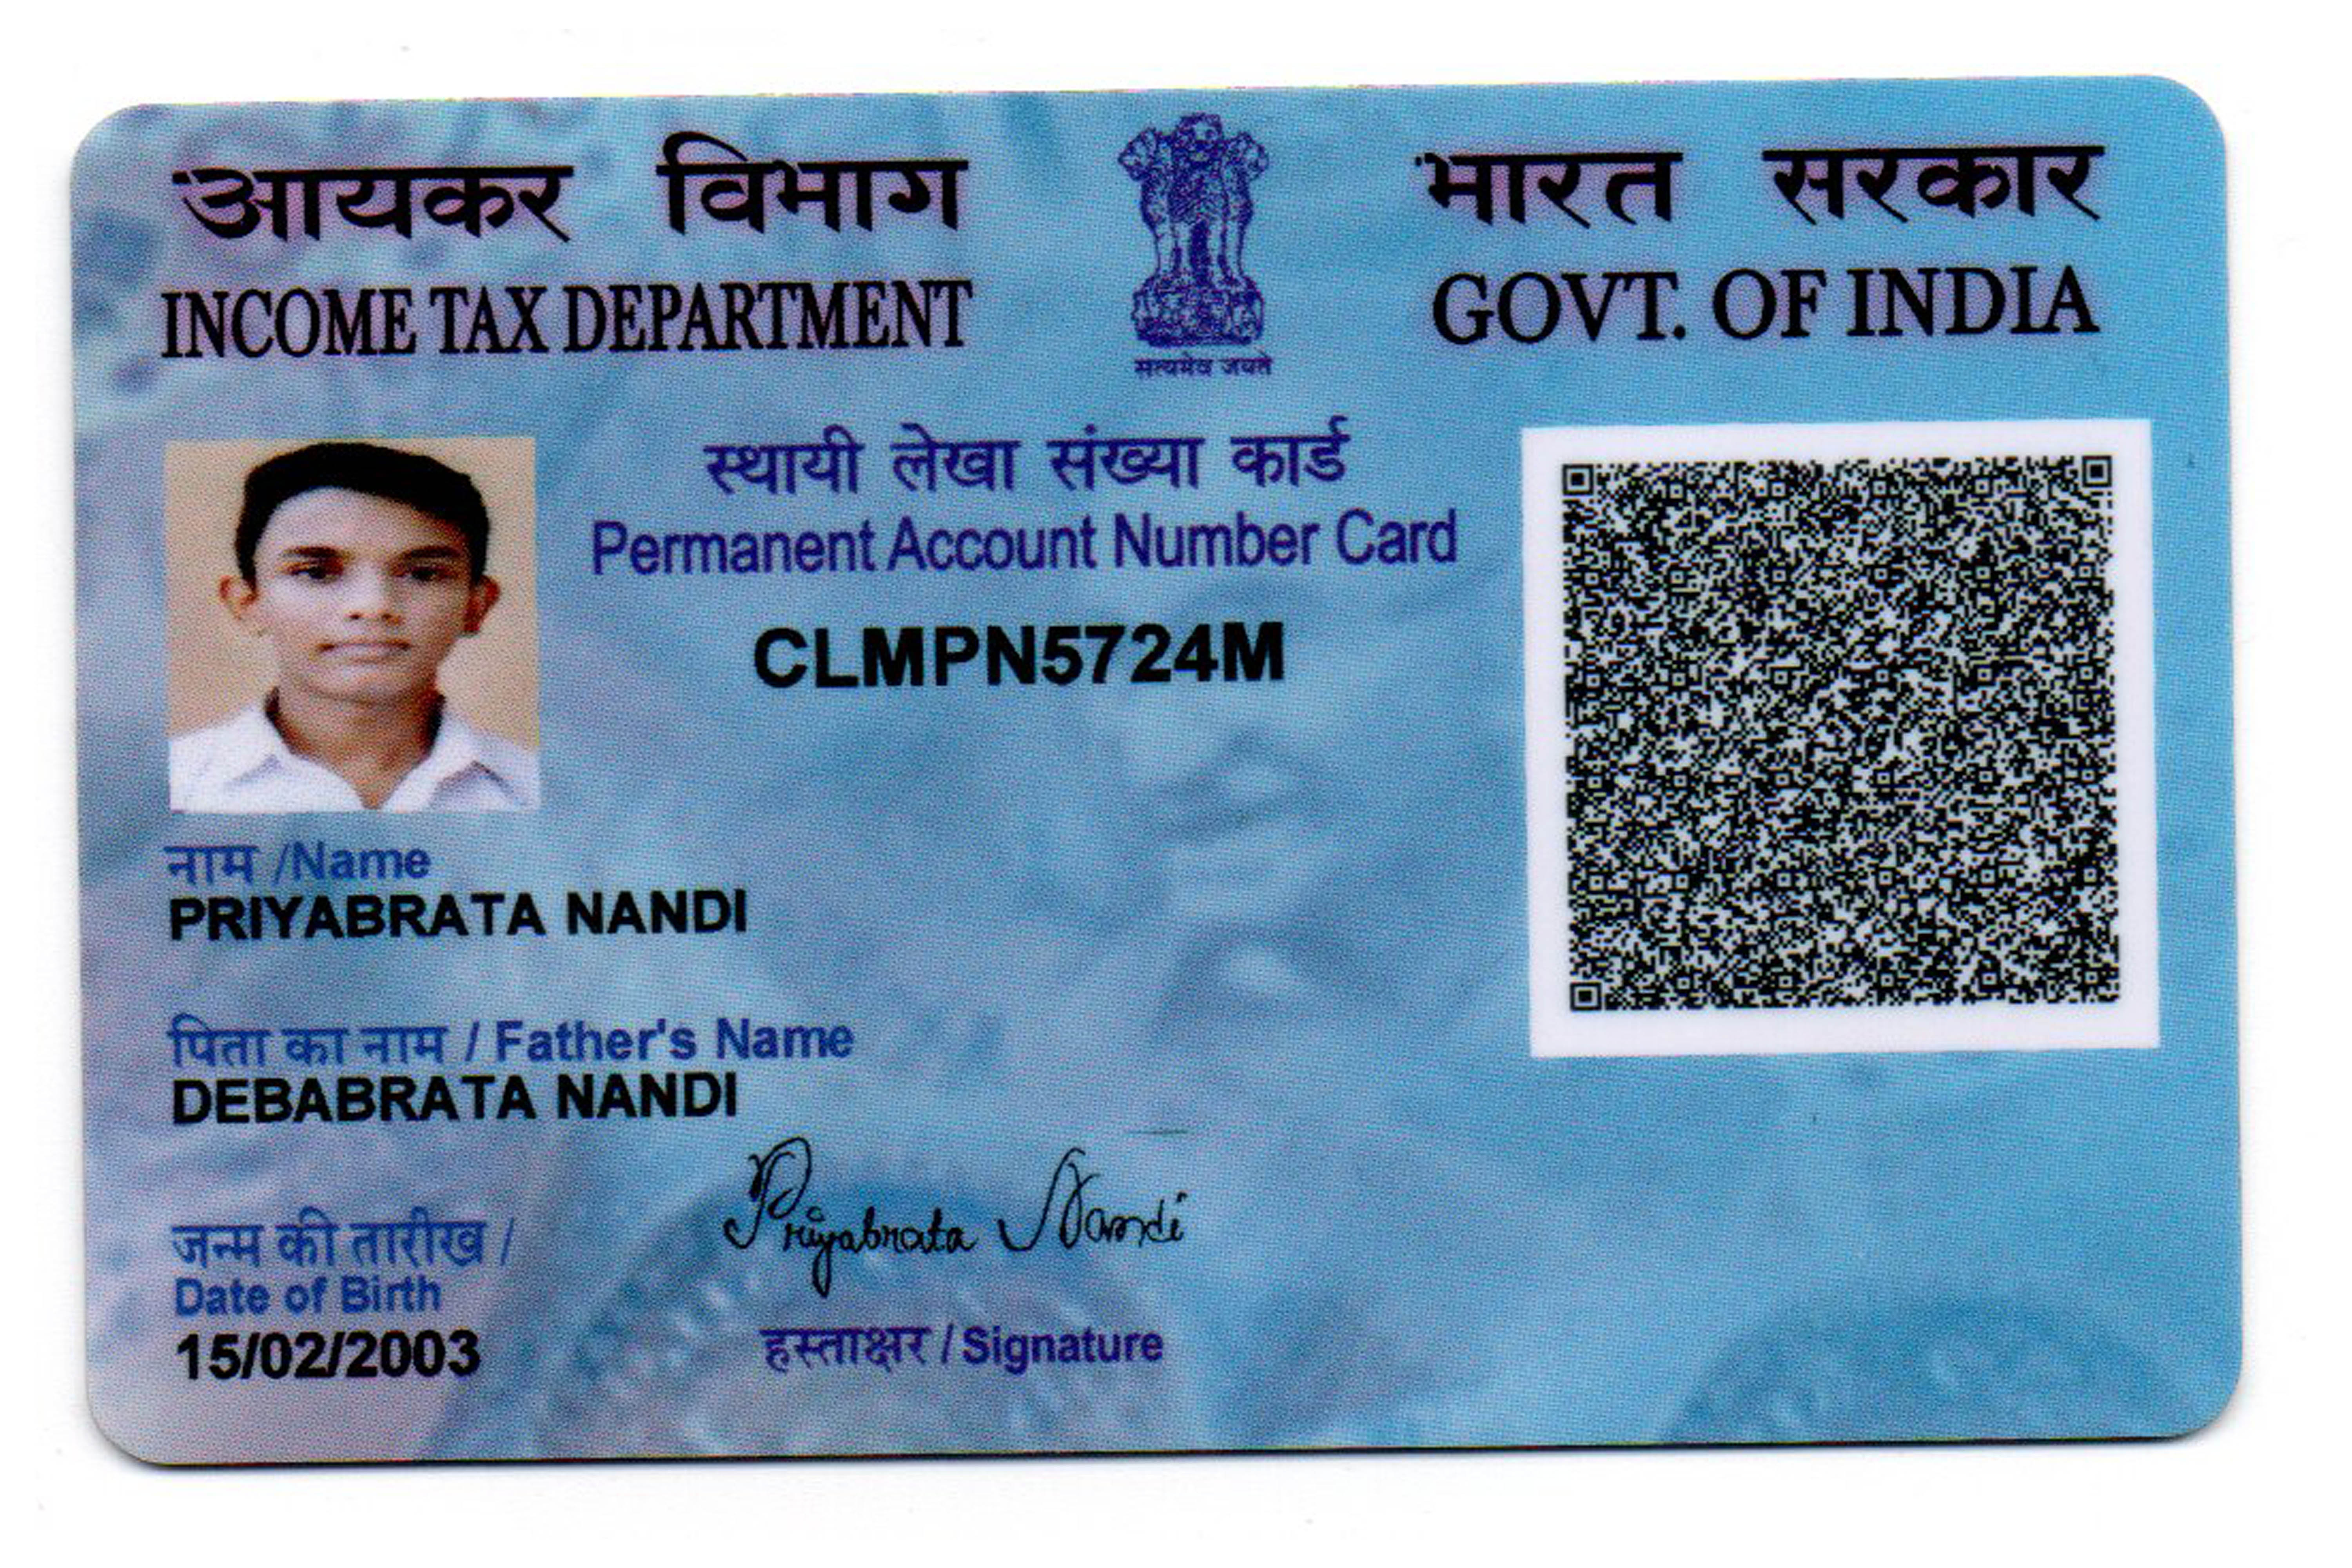 आयकर विभाग
INCOME TAX DEPARTMENT
सत्यमेव जयते
भारत सरकार
GOVT. OF INDIA
स्थायी लेखा संख्या कार्ड
Permanent Account Number Card
CLMPN5724M
नाम /Name
PRIYABRATA NANDI
पिता का नाम / Father's Name
DEBABRATA NANDI
जन्म की तारीख /
Date of Birth
15/02/2003
Priyabrata Nandi
हस्ताक्षर / Signature